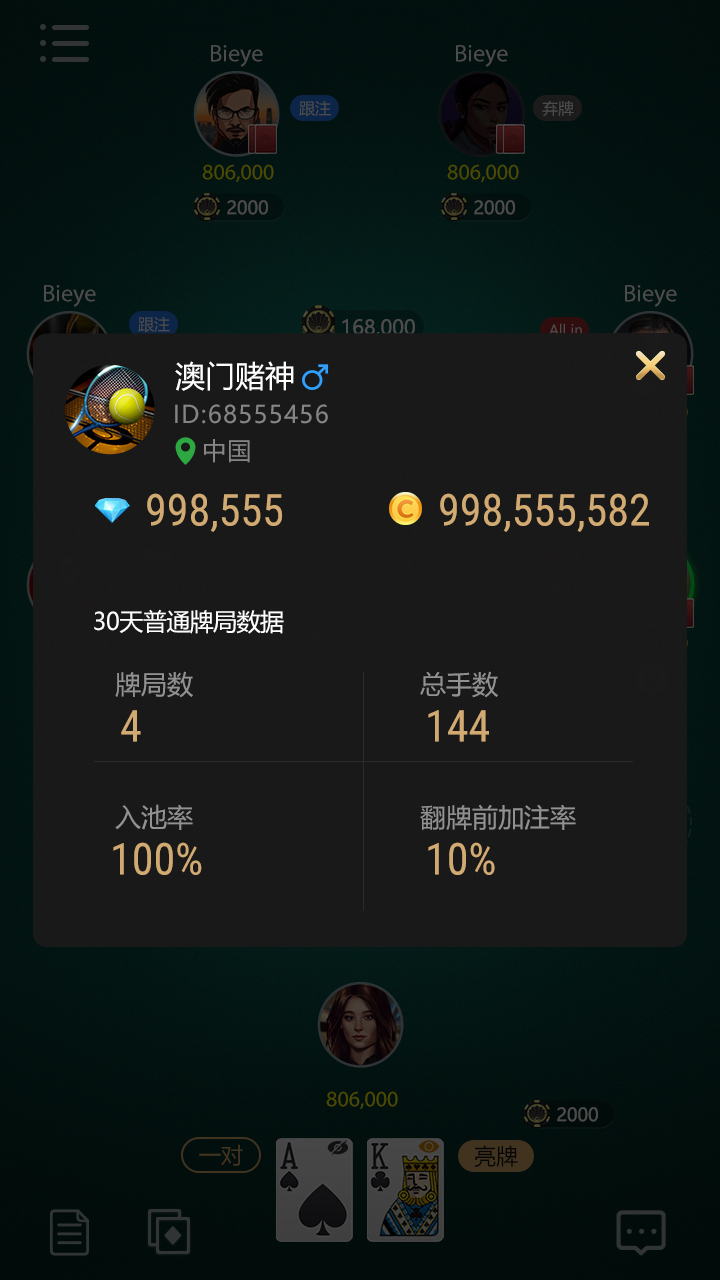 Bieye Bieye
跟注 弃牌
806,000 806,000
2000 2000
Bieye Bieye
跟注 168,000 All in
澳门赌神
ID:68555456
中国
998,555 998,555,582
30天普通牌局数据
牌局数 总手数
4 144
入池率 翻牌前加注率
100% 10%
806,000
2000
一对 A K 亮牌